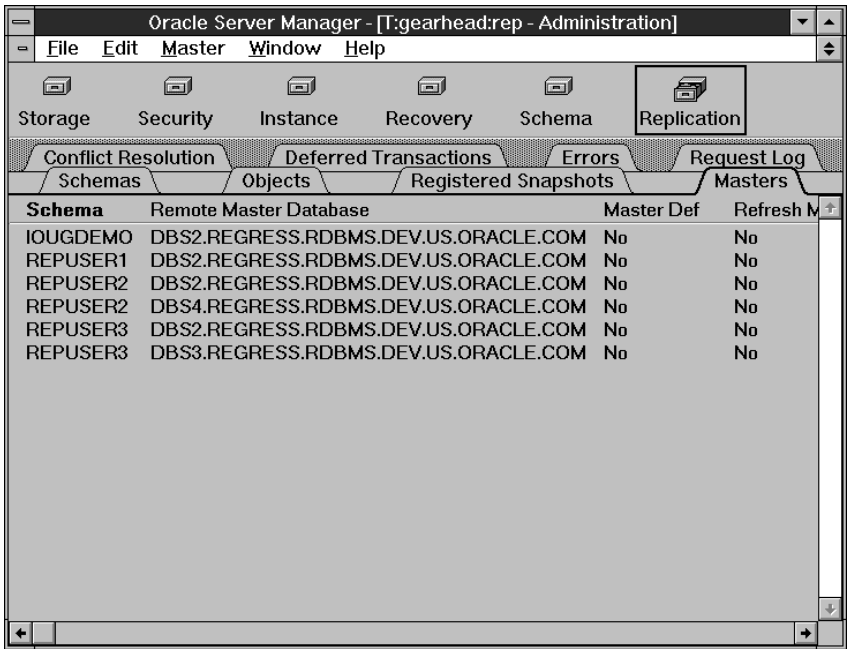 Oracle Server Manager - [T:gearhead:rep - Administration]
File Edit Master Window Help
Storage Security Instance Recovery Schema Replication
Conflict Resolution Deferred Transactions Errors Request Log
Schemas Objects Registered Snapshots Masters
Schema Remote Master Database Master Def Refresh M
IOUGDEMO DBS2.REGRESS.RDBMS.DEV.US.ORACLE.COM No No
REPUSER1 DBS2.REGRESS.RDBMS.DEV.US.ORACLE.COM No No
REPUSER2 DBS2.REGRESS.RDBMS.DEV.US.ORACLE.COM No No
REPUSER2 DBS4.REGRESS.RDBMS.DEV.US.ORACLE.COM No No
REPUSER3 DBS2.REGRESS.RDBMS.DEV.US.ORACLE.COM No No
REPUSER3 DBS3.REGRESS.RDBMS.DEV.US.ORACLE.COM No No